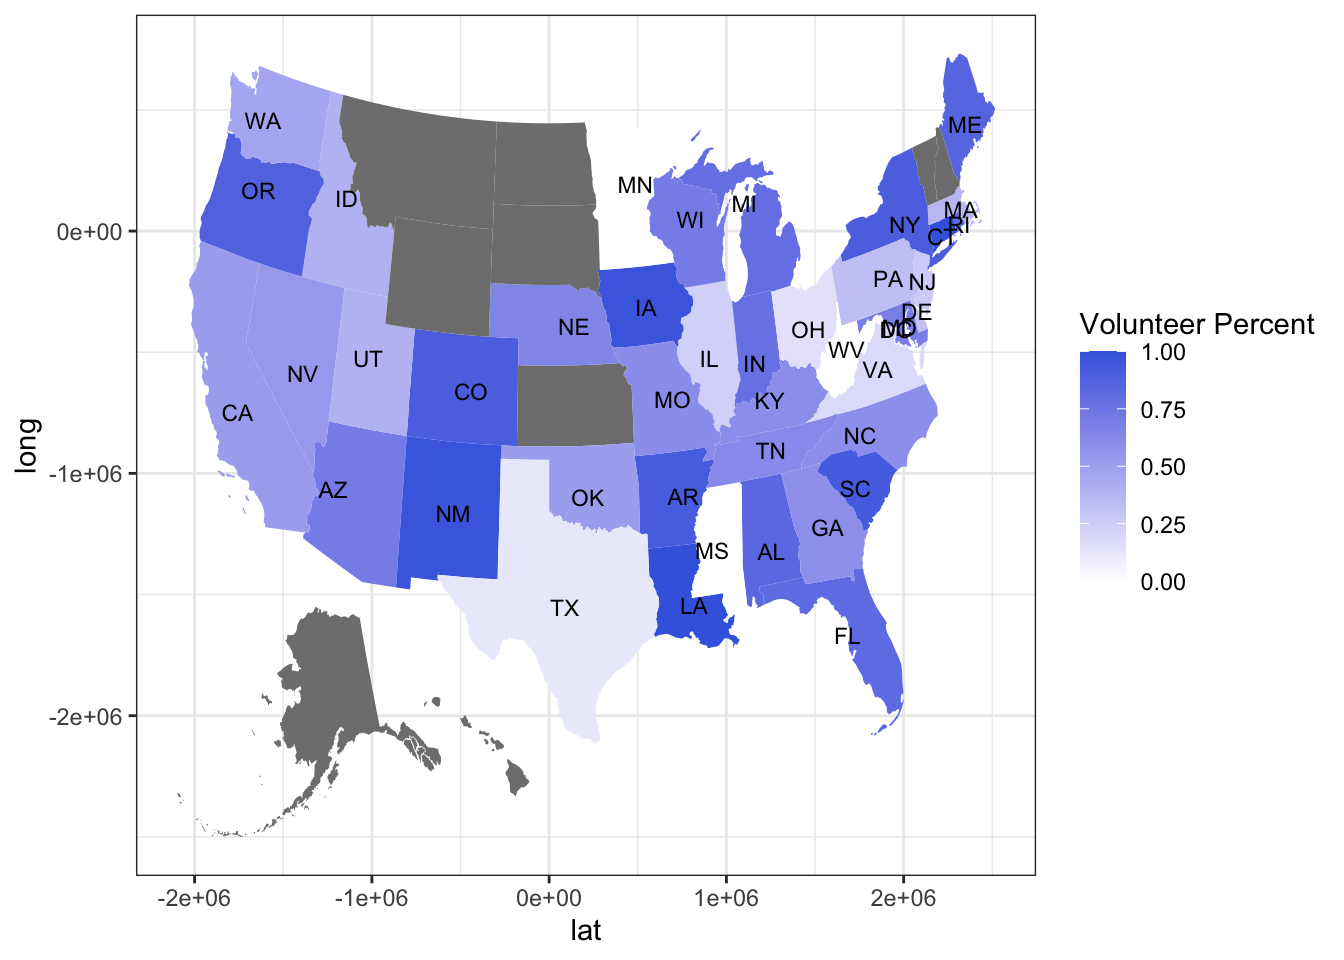 WA
OR
ID
MN
WI
MI
ME
MA
RI
NY
CT
PA
NJ
DE
MD
DC
IA
NE
OH
WV
VA
IL
IN
UT
NV
CO
CA
MO
KY
NC
TN
AZ
NM
OK
AR
SC
GA
MS
AL
TX
LA
FL
0e+00
-1e+06
-2e+06
long
-2e+06
-1e+06
0e+00
1e+06
2e+06
lat
Volunteer Percent
1.00
0.75
0.50
0.25
0.00